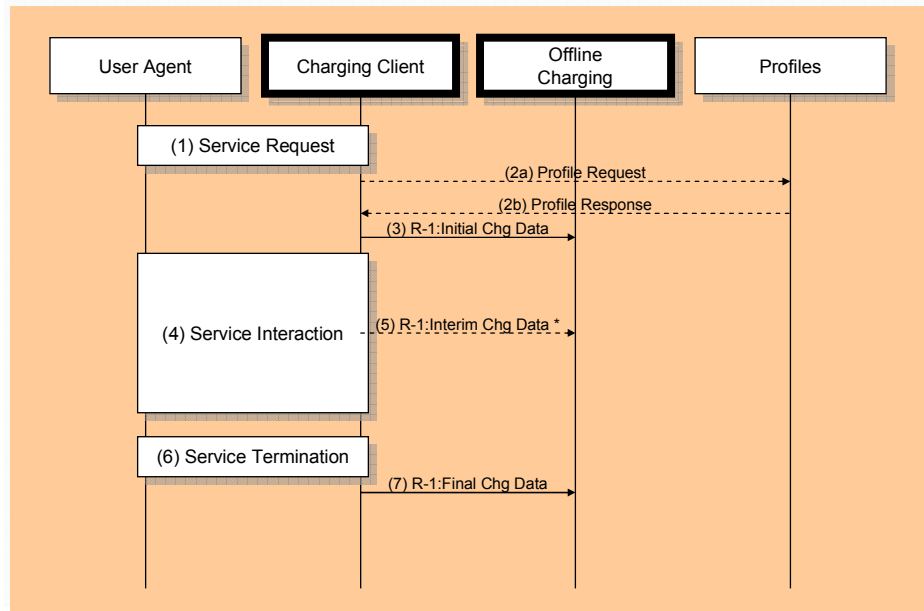 User Agent
Charging Client
Offline
Charging
Profiles
(1) Service Request
(2a) Profile Request
(2b) Profile Response
(3) R-1:Initial Chg Data
(4) Service Interaction
(5) R-1:Interim Chg Data *
(6) Service Termination
(7) R-1:Final Chg Data